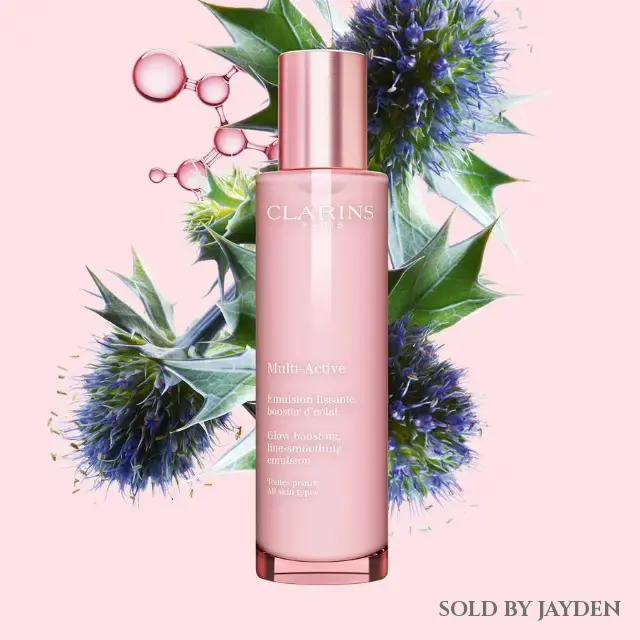 CLARINS
PARIS
Multi-Active
Émulsion lissante,
booster d'éclat
Glow boosting,
line-smoothing
emulsion
Toutes peaux
All skin types
SOLD BY JAYDEN